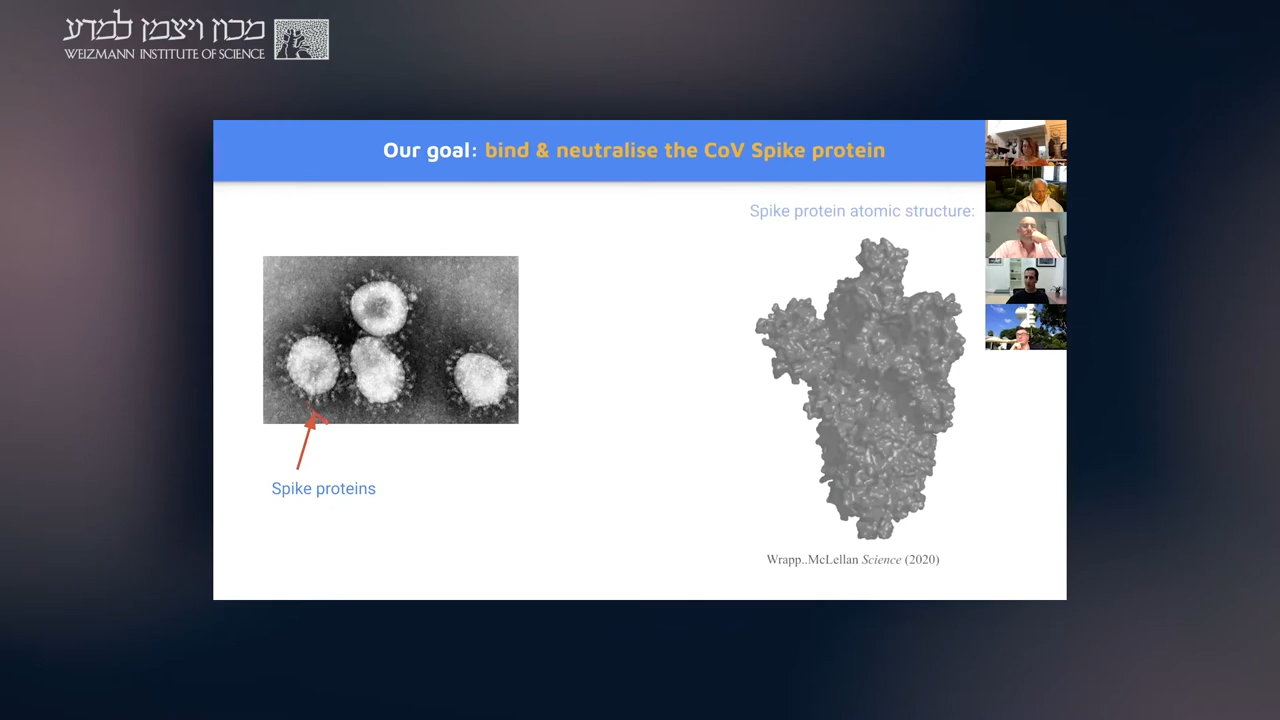 מכון ויצמן למדע
WEIZMANN INSTITUTE OF SCIENCE
Our goal: bind & neutralise the CoV Spike protein
Spike protein atomic structure:
Spike proteins
Wrapp..McLellan Science (2020)